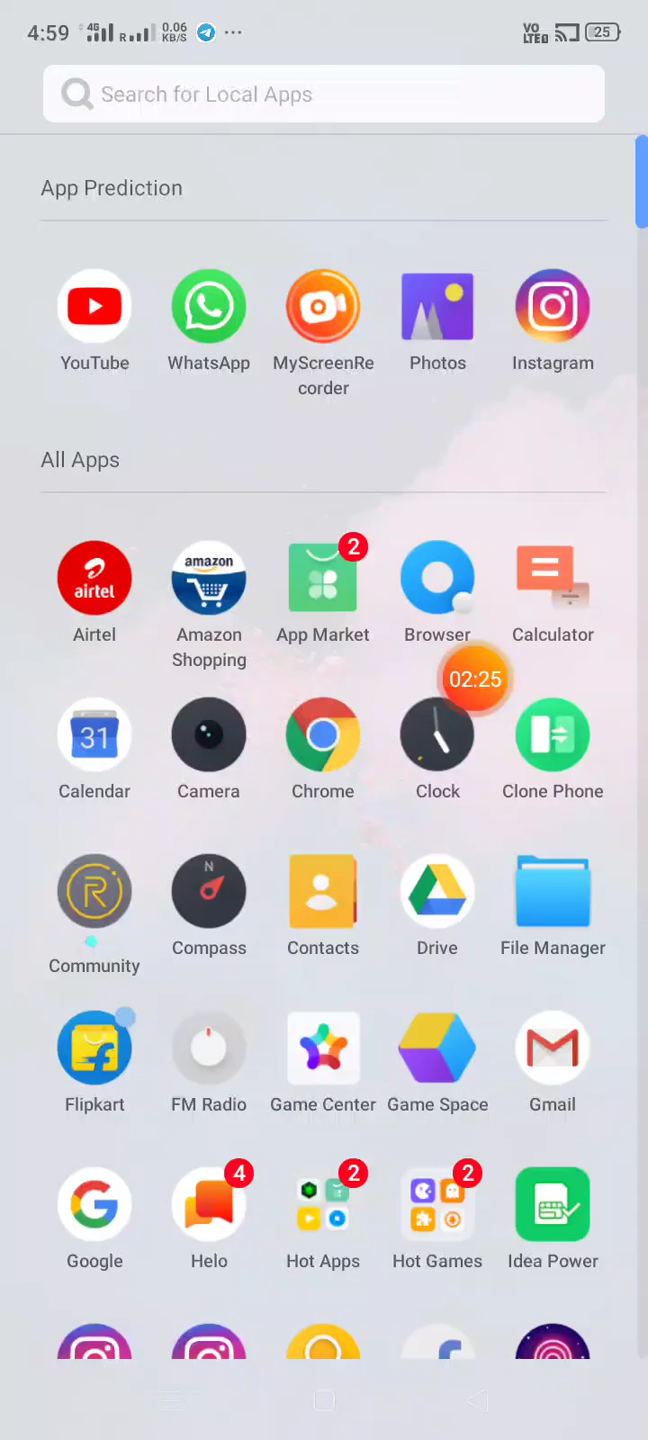 4:59 4G R 0.06 KB/S ... VO LTE 25
Search for Local Apps
App Prediction
YouTube WhatsApp MyScreenRe Photos Instagram
corder
All Apps
airtel amazon 2
Airtel Amazon App Market Browser Calculator
Shopping
02:25
31
Calendar Camera Chrome Clock Clone Phone
R N
Community Compass Contacts Drive File Manager
Flipkart FM Radio Game Center Game Space Gmail
4 2 2
Google Helo Hot Apps Hot Games Idea Power